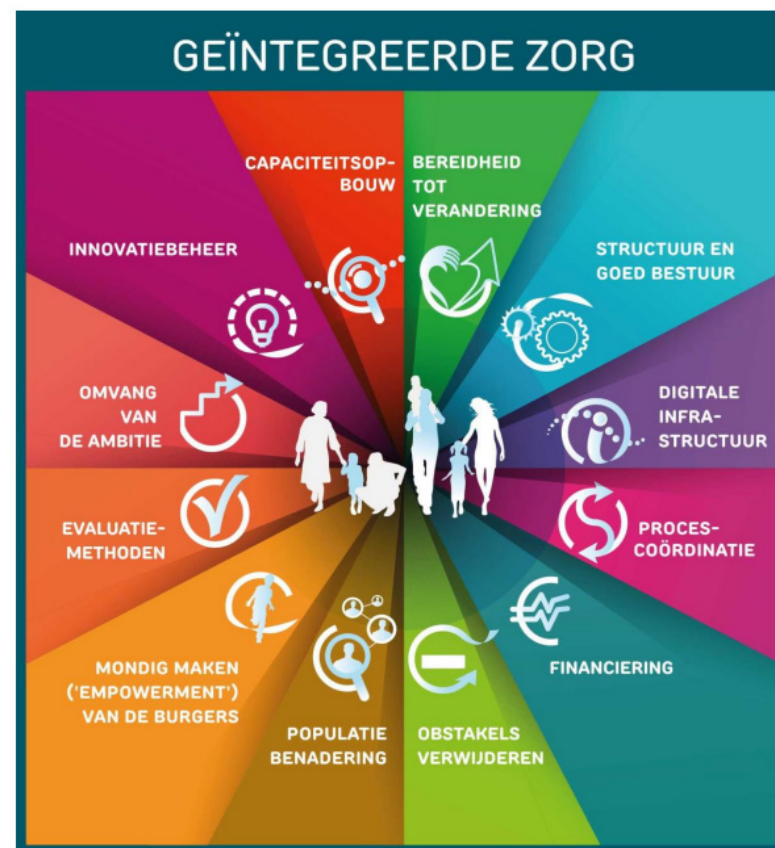 GEÏNTEGREERDE ZORG
CAPACITEITSOP-
BOUW
BEREIDHEID
TOT
VERANDERING
STRUCTUUR EN
GOED BESTUUR
DIGITALE
INFRA-
STRUCTUUR
PROCES-
COÖRDINATIE
FINANCIERING
OBSTAKELS
VERWIJDEREN
POPULATIE
BENADERING
MONDIG MAKEN
('EMPOWERMENT')
VAN DE BURGERS
EVALUATIE-
METHODEN
OMVANG
VAN
DE AMBITIE
INNOVATIEBEHEER